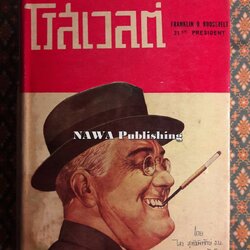 โรสเวลต์
FRANKLIN D ROOSEVELT
31ST PRESIDENT
NAWA Publishing
โดย